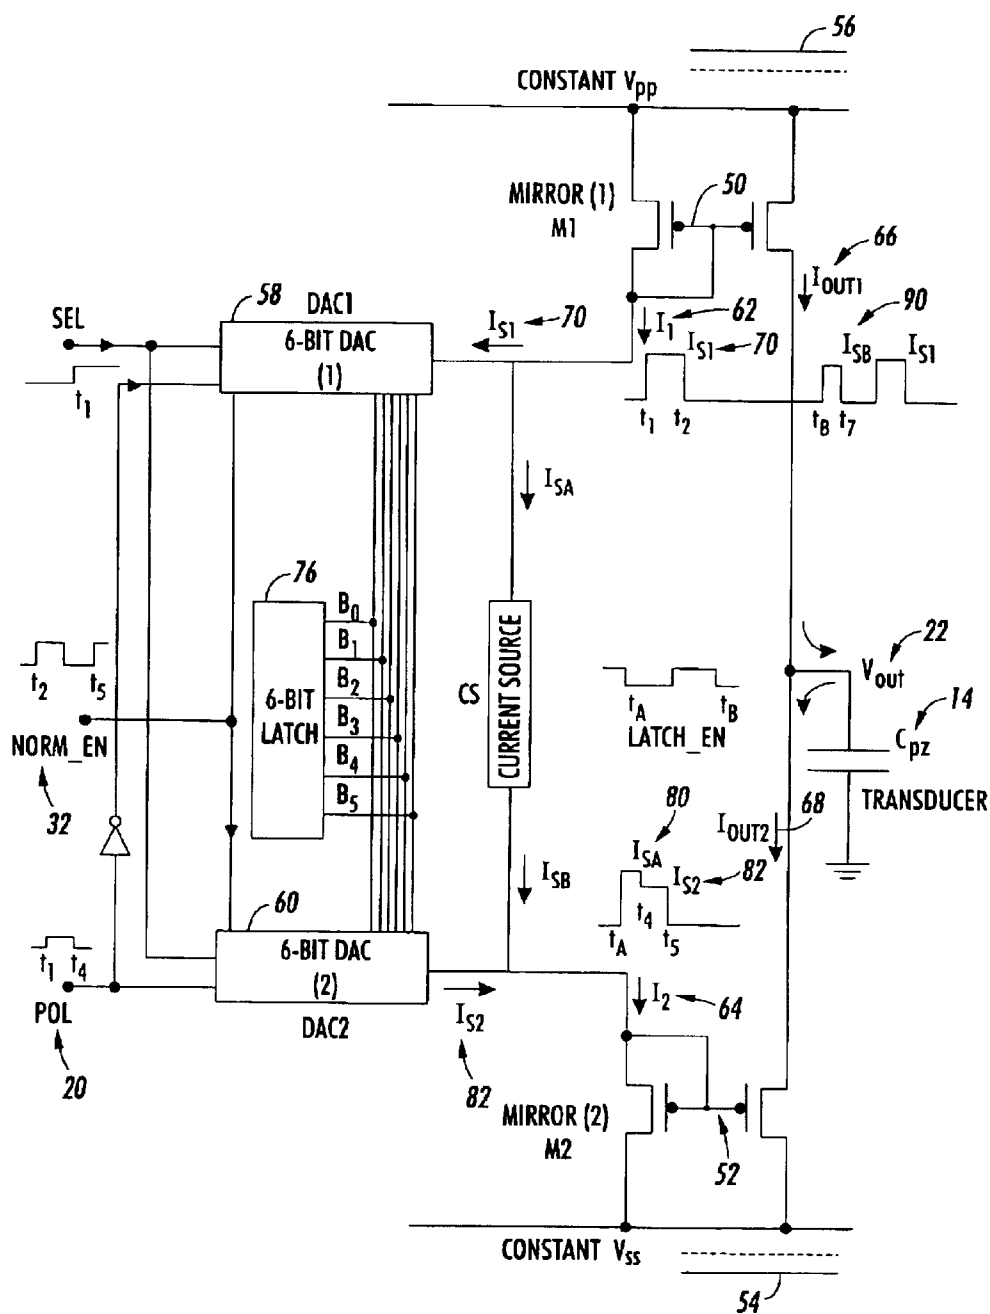 56
CONSTANT Vpp
MIRROR (1)
M1
50
66
IOUT1
58
DAC1
SEL
6-BIT DAC
(1)
IS1
70
I1
62
IS1
70
90
ISB
IS1
t1
t1
t2
tB
t7
ISA
76
B0
B1
B2
B3
B4
B5
6-BIT
LATCH
CS
CURRENT SOURCE
t2
t5
NORM_EN
32
tA
tB
LATCH_EN
22
Vout
14
Cpz
TRANSDUCER
IOUT2
68
80
ISA
IS2
82
tA
t4
t5
ISB
60
6-BIT DAC
(2)
DAC2
t1
t4
POL
20
IS2
82
I2
64
MIRROR (2)
M2
52
CONSTANT Vss
54